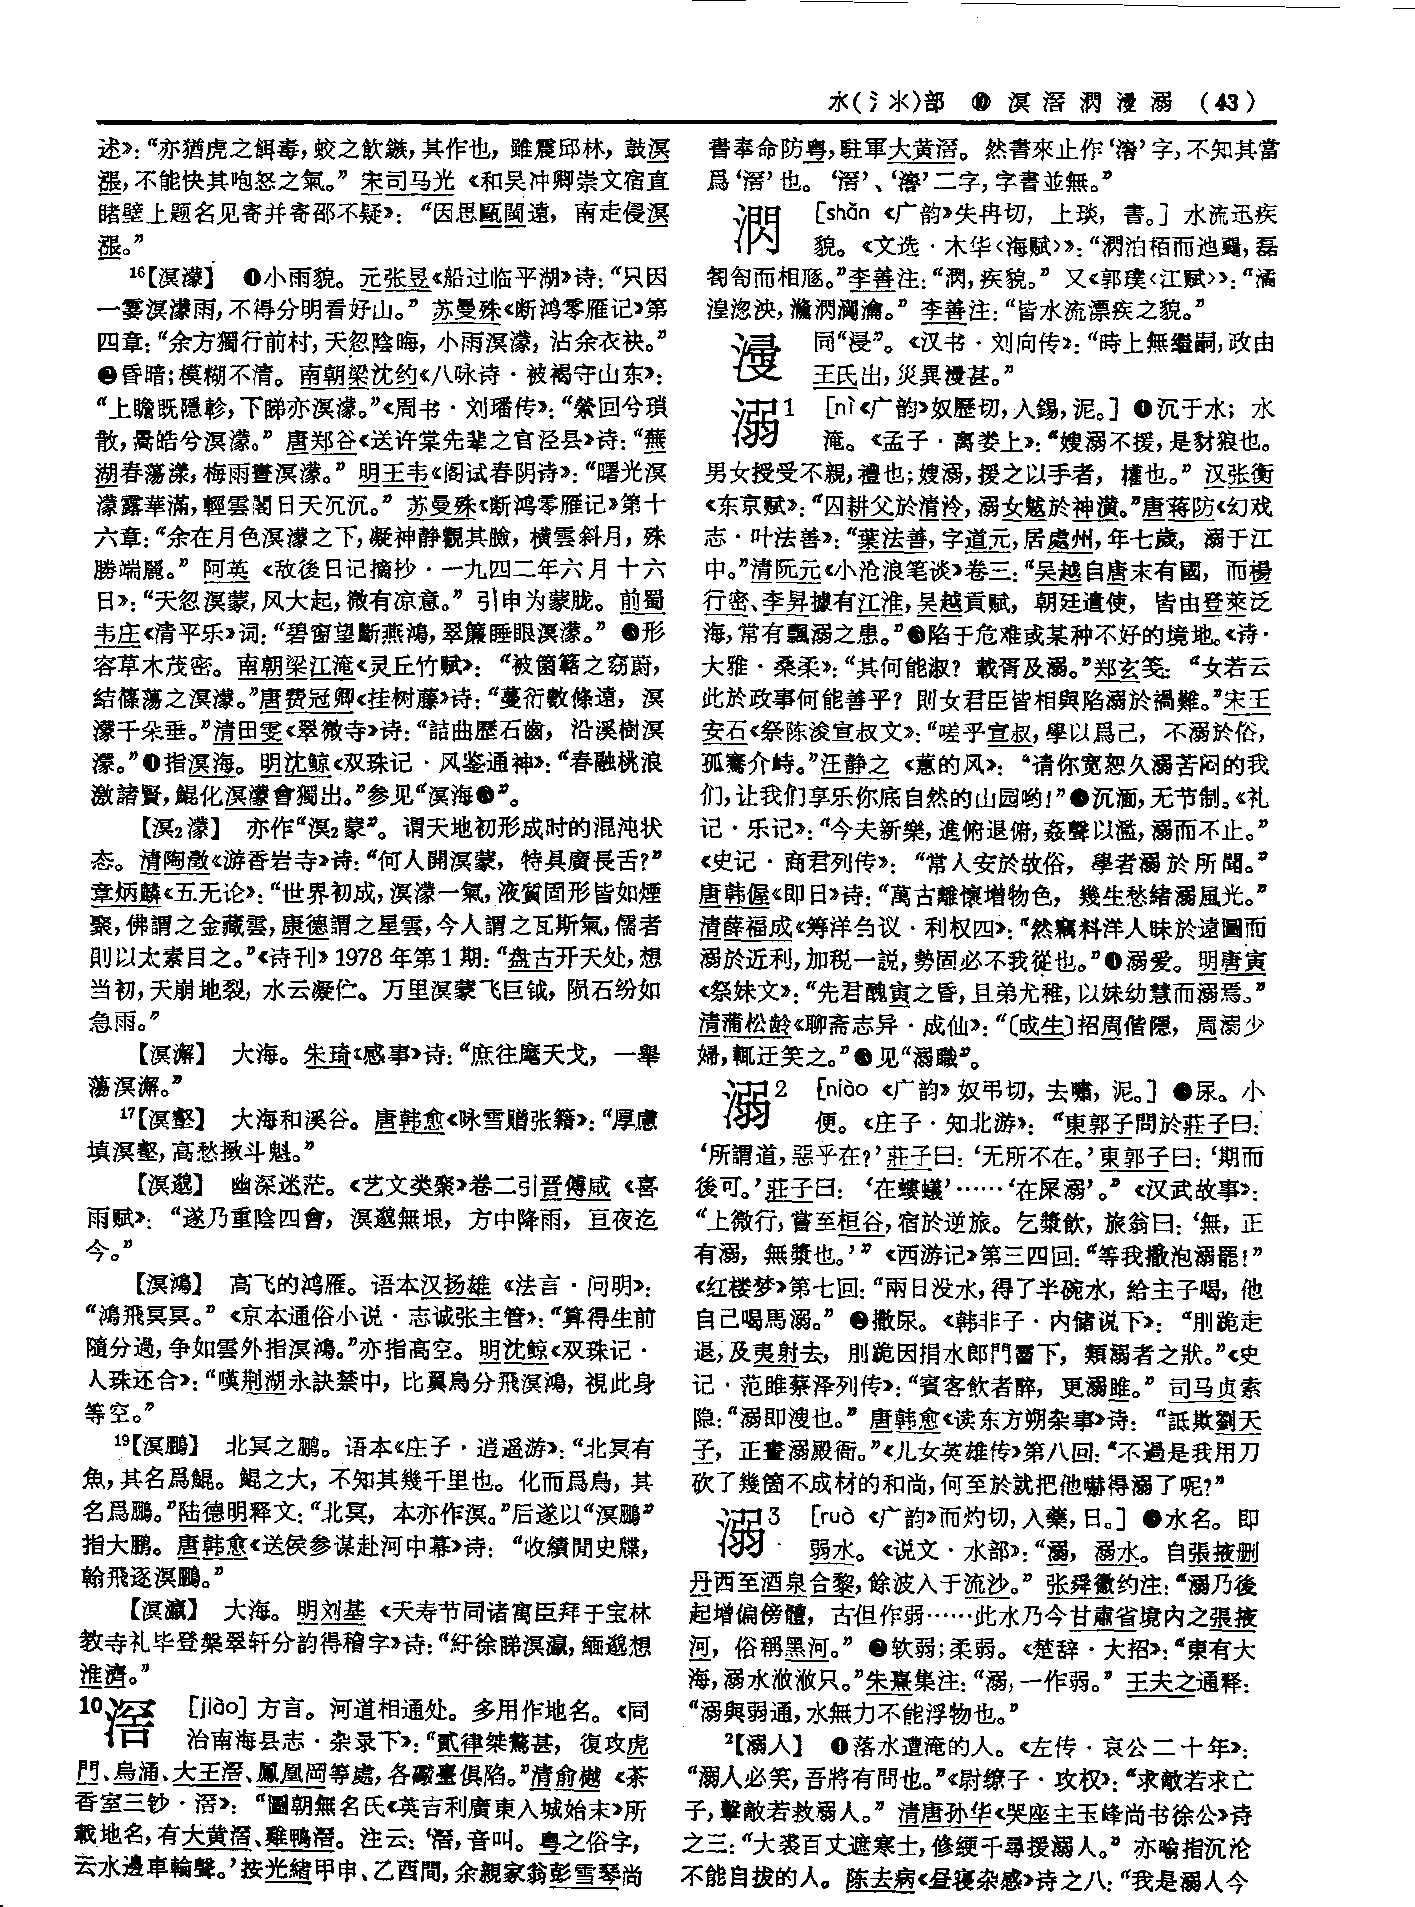 水(氵氺)部 ❿ 溟滘㵎漫溺 (43)
述》：“亦猶虎之餌毒，蛟之飲鏃，其作也，雖震邱林，鼓溟
漲，不能快其咆怒之氣。” 宋司马光《和吴冲卿崇文宿直
睹壁上题名见寄并寄邵不疑》：“因思甌閩遠，南走侵溟
漲。”
¹⁶【溟濛】 ❶小雨貌。元张昱《船过临平湖》诗：“只因
一霎溟濛雨，不得分明看好山。” 苏曼殊《断鸿零雁记》第
四章：“余方獨行前村，天忽陰晦，小雨溟濛，沾余衣袂。”
❷昏暗；模糊不清。南朝梁沈约《八咏诗·被褐守山东》：
“上瞻既隱軫，下睇亦溟濛。”《周书·刘璠传》：“縈回兮瑣
散，暠皓兮溟濛。” 唐郑谷《送许棠先辈之官泾县》诗：“蕪
湖春蕩漾，梅雨晝溟濛。” 明王韦《阁试春阴诗》：“曙光溟
濛露華滿，輕雲閣日天沉沉。” 苏曼殊《断鸿零雁记》第十
六章：“余在月色溟濛之下，凝神静觀其臉，横雲斜月，殊
勝端麗。” 阿英《敌後日记摘抄·一九四二年六月十六
日》：“天忽溟蒙，风大起，微有凉意。” 引申为蒙胧。前蜀
韦庄《清平乐》词：“碧窗望斷燕鴻，翠簾睡眼溟濛。” ❸形
容草木茂密。南朝梁江淹《灵丘竹赋》：“被箘簬之窈蔚，
結篠簜之溟濛。”唐费冠卿《挂树藤》诗：“蔓衍數條遠，溟
濛千朵垂。”清田雯《翠微寺》诗：“詰曲歷石齒，沿溪樹溟
濛。”❹指溟海。明沈鲸《双珠记·风鉴通神》：“春融桃浪
激諸賢，鯤化溟濛會獨出。”参见“溟海❸”。
【溟₂濛】 亦作“溟₂蒙”。谓天地初形成时的混沌状
态。清陶澂《游香岩寺》诗：“何人開溟蒙，特具廣長舌？”
章炳麟《五无论》：“世界初成，溟濛一氣，液質固形皆如煙
聚，佛謂之金藏雲，康德謂之星雲，今人謂之瓦斯氣，儒者
則以太素目之。”《诗刊》1978年第1期：“盘古开天处，想
当初，天崩地裂，水云凝伫。万里溟蒙飞巨钺，陨石纷如
急雨。”
【溟澥】 大海。朱琦《感事》诗：“庶往麾天戈，一舉
蕩溟澥。”
¹⁷【溟壑】 大海和溪谷。唐韩愈《咏雪赠张籍》：“厚慮
填溟壑，高愁㨖斗魁。”
【溟邈】 幽深迷茫。《艺文类聚》卷二引晋傅咸《喜
雨赋》：“遂乃重陰四會，溟邈無垠，方中降雨，亘夜迄
今。”
【溟鴻】 高飞的鸿雁。语本汉扬雄《法言·问明》：
“鴻飛冥冥。”《京本通俗小说·志诚张主管》：“算得生前
隨分過，争如雲外指溟鴻。”亦指高空。明沈鲸《双珠记·
人珠还合》：“嘆荆湖永訣禁中，比翼鳥分飛溟鴻，視此身
等空。”
¹⁹【溟鵬】 北冥之鹏。语本《庄子·逍遥游》：“北冥有
魚，其名爲鯤。鯤之大，不知其幾千里也。化而爲鳥，其
名爲鵬。”陆德明释文：“北冥，本亦作溟。”后遂以“溟鵬”
指大鹏。唐韩愈《送侯参谋赴河中幕》诗：“收績開史牒，
翰飛逐溟鵬。”
【溟瀛】 大海。明刘基《天寿节同诸寓臣拜于宝林
教寺礼毕登槃翠轩分韵得稽字》诗：“紆徐睇溟瀛，緬邈想
淮濟。”
10滘 [jiào] 方言。河道相通处。多用作地名。《同
治南海县志·杂录下》：“貳律桀驁甚，復攻虎
門、烏涌、大王滘、鳳凰岡等處，各礮臺俱陷。”清俞樾《茶
香室三钞·滘》：“國朝無名氏《英吉利廣東入城始末》所
載地名，有大黄滘、雞鴨滘。注云：‘滘，音叫。粤之俗字，
云水邊車輪聲。’按光緒甲申、乙酉間，余親家翁彭雪琴尚
書奉命防粤，駐軍大黄滘。然書來止作‘漝’字，不知其當
爲‘滘’也。‘滘’、‘漝’二字，字書並無。”
[shǎn 《广韵》失冉切，上琰，書。] 水流迅疾
貌。《文选·木华〈海赋〉》：“㵎泊栢而迆颺，磊
匒匌而相豗。”李善注：“㵎，疾貌。” 又《郭璞〈江赋〉》：“潏
湟淴泱，
李善注：“皆水流漂疾之貌。”
漫 同“浸”。《汉书·刘向传》：“時上無繼嗣，政由
王氏出，災異漫甚。”
溺¹ [nì《广韵》奴歷切，入錫，泥。] ❶沉于水；水
淹。《孟子·离娄上》：“嫂溺不援，是豺狼也。
男女授受不親，禮也；嫂溺，援之以手者，權也。” 汉张衡
《东京赋》：“囚耕父於清泠，溺女魃於神潢。”唐蒋防《幻戏
志·叶法善》：“葉法善，字道元，居處州，年七歲，溺于江
中。”清阮元《小沧浪笔谈》卷三：“吴越自唐末有國，而楊
行密、李昇據有江淮，吴越貢賦，朝廷遣使，皆由登萊泛
海，常有飄溺之患。”❷陷于危难或某种不好的境地。《诗·
大雅·桑柔》：“其何能淑？載胥及溺。”郑玄笺：“女若云
此於政事何能善乎？則女君臣皆相與陷溺於禍難。”宋王
安石《祭陈浚宣叔文》：“嗟乎宣叔，學以爲己，不溺於俗，
孤騫介峙。”汪静之《蕙的风》：“请你宽恕久溺苦闷的我
们，让我们享乐你底自然的山园哟！”❸沉湎，无节制。《礼
记·乐记》：“今夫新樂，進俯退俯，姦聲以濫，溺而不止。”
《史记·商君列传》：“常人安於故俗，學者溺於所聞。”
唐韩偓《即日》诗：“萬古離懷增物色，幾生愁緒溺風光。”
清薛福成《筹洋刍议·利权四》：“然竊料洋人昧於遠圖而
溺於近利，加税一説，勢固必不我從也。”❹溺爱。明唐寅
《祭妹文》：“先君醜寅之昏，且弟尤稚，以妹幼慧而溺焉。”
清蒲松龄《聊斋志异·成仙》：“〔成生〕招周偕隱，周溺少
婦，輒迂笑之。”❺见“溺職”。
溺² [niào 《广韵》奴弔切，去嘯，泥。] ❶尿。小
便。《庄子·知北游》：“東郭子問於莊子曰：
‘所謂道，惡乎在？’莊子曰：‘无所不在。’東郭子曰：‘期而
後可。’莊子曰：‘在螻蟻’……‘在屎溺’。”《汉武故事》：
“上微行，嘗至桓谷，宿於逆旅。乞漿飲，旅翁曰：‘無，正
有溺，無漿也。’”《西游记》第三四回：“等我撒泡溺罷！”
《红楼梦》第七回：“兩日没水，得了半碗水，給主子喝，他
自己喝馬溺。” ❷撒尿。《韩非子·内储说下》：“刖跪走
退，及夷射去，刖跪因捐水郎門霤下，類溺者之狀。”《史
记·范雎蔡泽列传》：“賓客飲者醉，更溺雎。” 司马贞索
隐：“溺即溲也。” 唐韩愈《读东方朔杂事》诗：“詆欺劉天
子，正晝溺殿衙。”《儿女英雄传》第八回：“不過是我用刀
砍了幾箇不成材的和尚，何至於就把他嚇得溺了呢？”
溺³ [ruò 《广韵》而灼切，入藥，日。] ❶水名。即
弱水。《说文·水部》：“溺，溺水。自張掖删
丹西至酒泉合黎，餘波入于流沙。” 张舜徽约注：“溺乃後
起增偏傍體，古但作弱……此水乃今甘肅省境内之張掖
河，俗稱黑河。” ❷软弱；柔弱。《楚辞·大招》：“東有大
海，溺水浟浟只。”朱熹集注：“溺，一作弱。” 王夫之通释：
“溺與弱通，水無力不能浮物也。”
²【溺人】 ❶落水遭淹的人。《左传·哀公二十年》：
“溺人必笑，吾將有問也。”《尉缭子·攻权》：“求敵若求亡
子，擊敵若救溺人。” 清唐孙华《哭座主玉峰尚书徐公》诗
之三：“大裘百丈遮寒士，修綆千尋援溺人。” 亦喻指沉沦
不能自拔的人。陈去病《昼寝杂感》诗之八：“我是溺人今